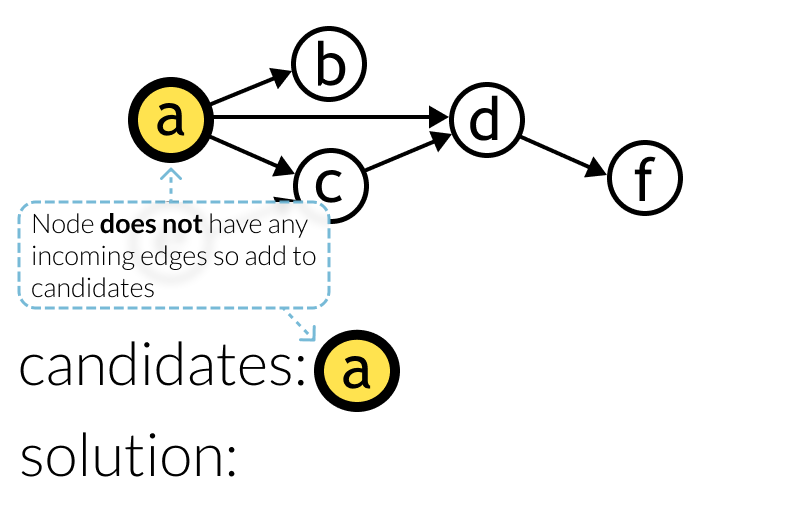 b
a
d
c
f
Node does not have any
incoming edges so add to
candidates
candidates: a
solution: